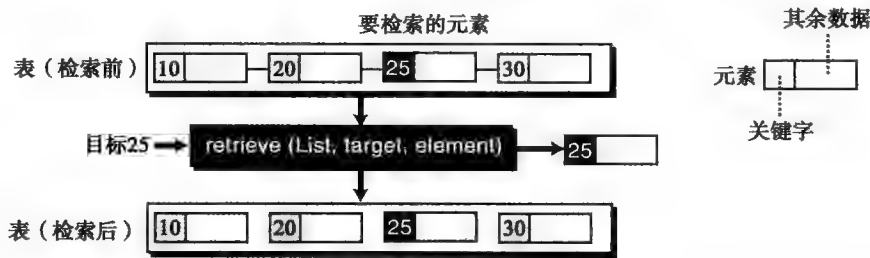 要检索的元素
其余数据
表（检索前） 10 20 25 30
元素
关键字
目标25 retrieve (List, target, element) 25
表（检索后） 10 20 25 30